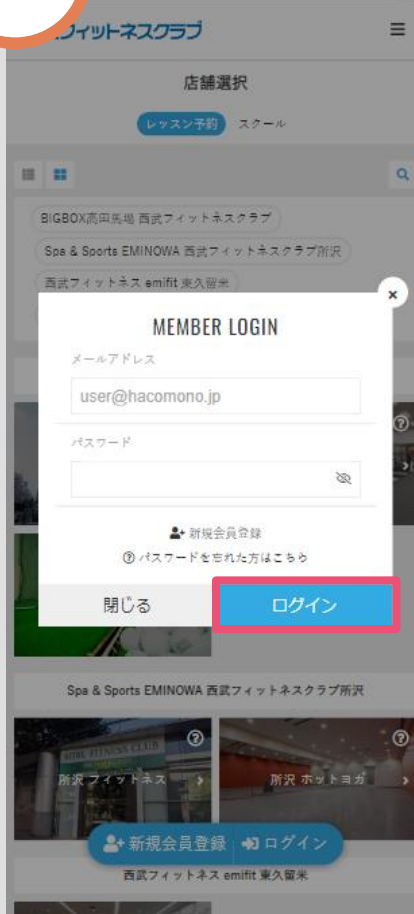 フィットネスクラブ
店舗選択
レッスン予約 スクール
BIGBOX高田馬場 西武フィットネスクラブ
Spa & Sports EMINOWA 西武フィットネスクラブ所沢
西武フィットネス emifit 東久留米
MEMBER LOGIN
メールアドレス
user@hacomono.jp
パスワード
新規会員登録
パスワードを忘れた方はこちら
閉じる ログイン
Spa & Sports EMINOWA 西武フィットネスクラブ所沢
所沢 フィットネス 所沢 ホットヨガ
新規会員登録 ログイン
西武フィットネス emifit 東久留米